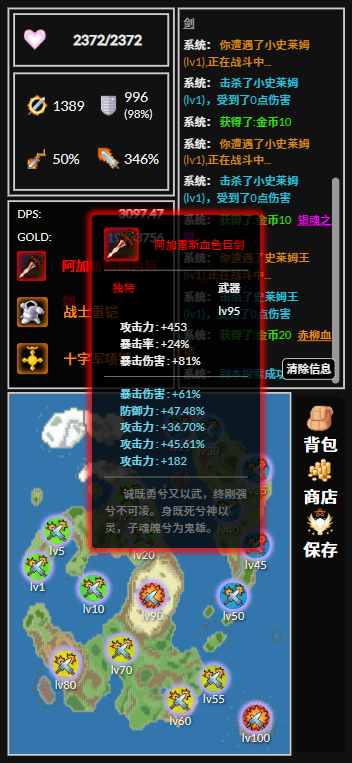 2372/2372
1389
996
(98%)
50%
346%
剑
系统: 你遭遇了小史莱姆
(lv1),正在战斗中...
系统: 击杀了小史莱姆
(lv1)，受到了0点伤害
系统: 获得了:金币10
系统: 你遭遇了小史莱姆
(lv1),正在战斗中...
系统: 击杀了小史莱姆
(lv1)，受到了0点伤害
系统: 获得了:金币10 银魂之
系统: 你遭遇了史莱姆王
正在战斗中...
史莱姆王
0点伤害
获得了:金币20 赤柳血
清除信息
DPS: 3097.47
GOLD:
阿加雷斯血色巨剑
独特
武器
lv95
攻击力: +453
暴击率: +24%
暴击伤害: +81%
暴击伤害: +61%
防御力: +47.48%
攻击力: +36.70%
攻击力: +45.61%
攻击力: +182
诚既勇兮又以武，终刚强
兮不可凌。身既死兮神以
灵，子魂魄兮为鬼雄。
战士重铠
十字军项
lv5
lv1
lv10
lv20
lv90
lv45
lv50
lv80
lv70
lv60
lv55
lv100
背包
商店
保存